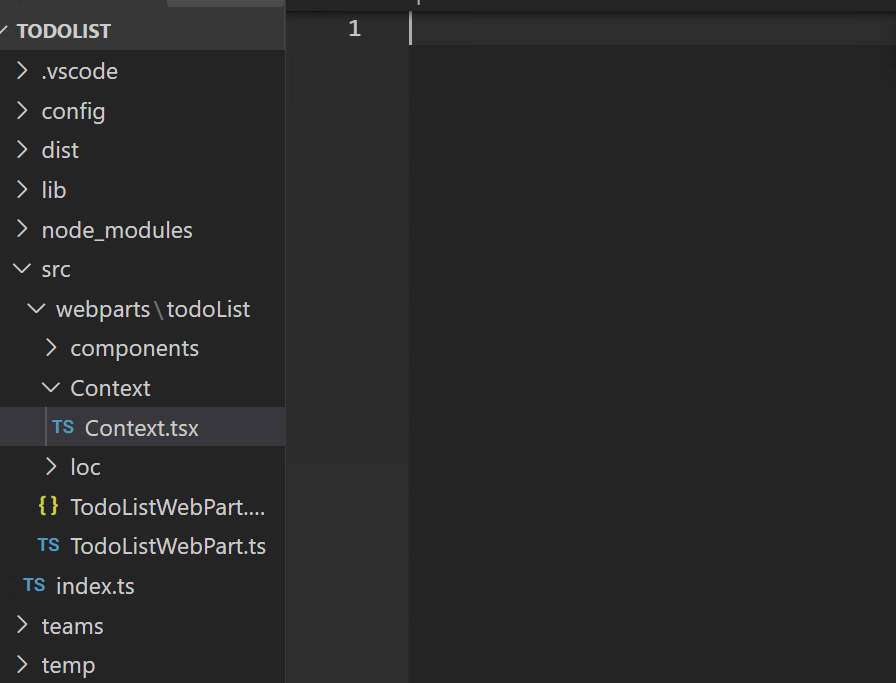 TODOLIST
.vscode
config
dist
lib
node_modules
src
webparts\todoList
components
Context
TS Context.tsx
loc
{} TodoListWebPart....
TS TodoListWebPart.ts
TS index.ts
teams
temp
1